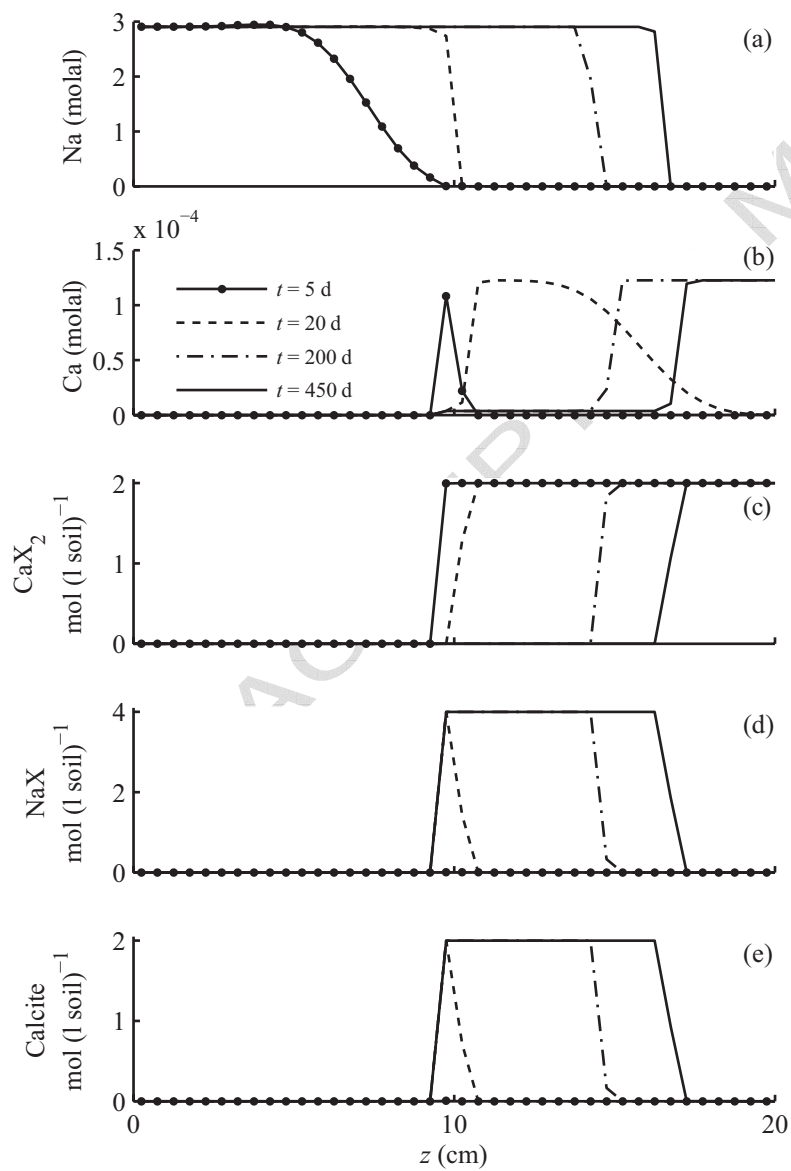 3
2
1
0
Na (molal)
(a)
x 10−4
1.5
1
0.5
0
Ca (molal)
(b)
t = 5 d
t = 20 d
t = 200 d
t = 450 d
2
1
0
CaX2
mol (l soil)−1
(c)
4
2
0
NaX
mol (l soil)−1
(d)
2
1
0
Calcite
mol (l soil)−1
(e)
0 10 20
z (cm)